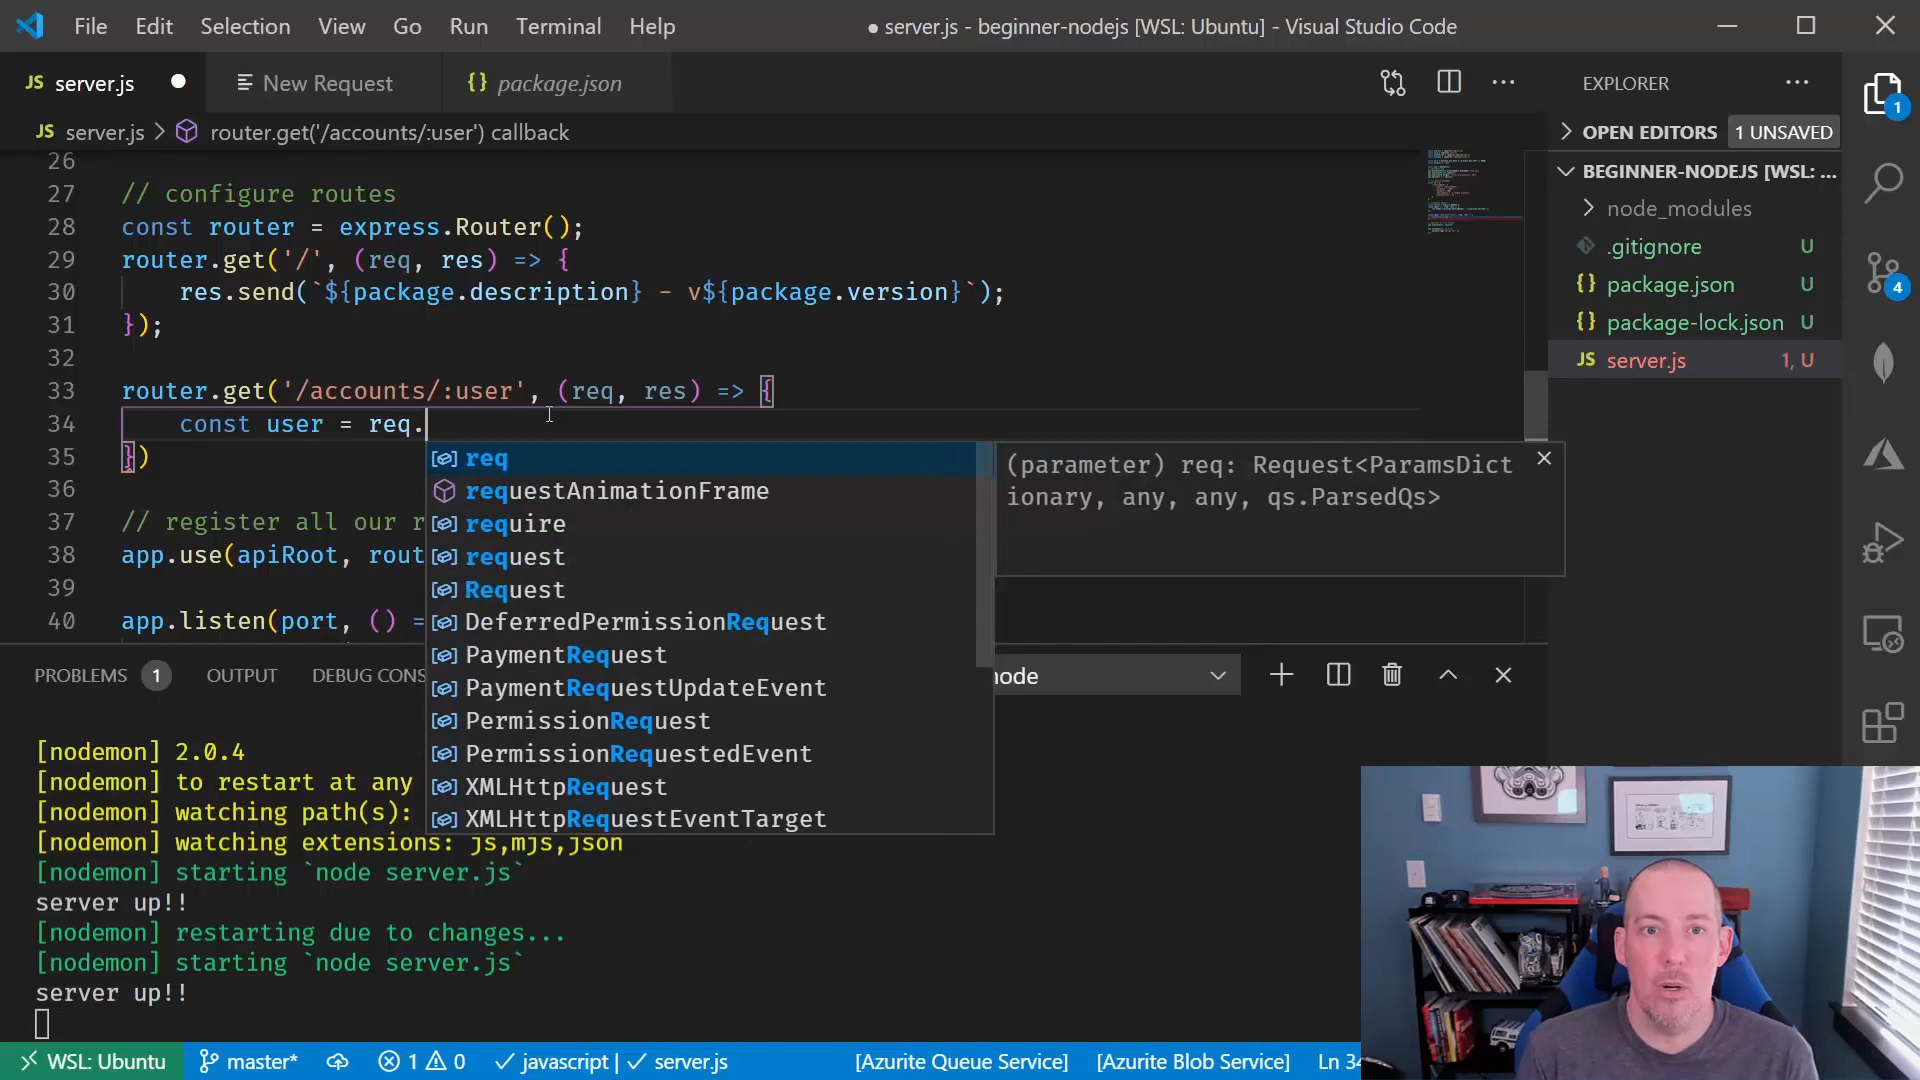 File Edit Selection View Go Run Terminal Help ● server.js - beginner-nodejs [WSL: Ubuntu] - Visual Studio Code
JS server.js New Request {} package.json
EXPLORER
JS server.js > router.get('/accounts/:user') callback
OPEN EDITORS 1 UNSAVED
BEGINNER-NODEJS [WSL: ...
node_modules
.gitignore U
{} package.json U
{} package-lock.json U
JS server.js 1, U
1
4
26
27 // configure routes
28 const router = express.Router();
29 router.get('/', (req, res) => {
30 res.send(`${package.description} - v${package.version}`);
31 });
32
33 router.get('/accounts/:user', (req, res) => {
34 const user = req.
35 })
36
37 // register all our r
38 app.use(apiRoot, rout
39
40 app.listen(port, () =
req
requestAnimationFrame
require
request
Request
DeferredPermissionRequest
PaymentRequest
PaymentRequestUpdateEvent
PermissionRequest
PermissionRequestedEvent
XMLHttpRequest
XMLHttpRequestEventTarget
(parameter) req: Request<ParamsDict
ionary, any, any, qs.ParsedQs>
PROBLEMS 1 OUTPUT DEBUG CONS node
[nodemon] 2.0.4
[nodemon] to restart at any
[nodemon] watching path(s):
[nodemon] watching extensions: js,mjs,json
[nodemon] starting `node server.js`
server up!!
[nodemon] restarting due to changes...
[nodemon] starting `node server.js`
server up!!
WSL: Ubuntu master* 1 0 javascript | server.js [Azurite Queue Service] [Azurite Blob Service] Ln 34